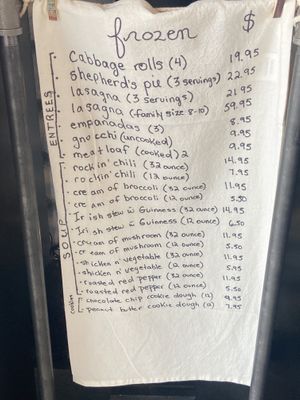 frozen $
ENTREES
cabbage rolls (4) 19.95
shepherd's pie (3 servings) 22.95
lasagna (3 servings) 21.95
lasagna (family size 8-10) 59.95
empanadas (3) 8.95
gnocchi (uncooked) 9.95
meat loaf (cooked) 2 9.95
SOUP
rockin' chili (32 ounce) 14.95
rockin' chili (12 ounce) 7.95
cream of broccoli (32 ounce) 11.95
cream of broccoli (12 ounce) 5.50
Irish stew w Guinness (32 ounce) 14.95
Irish stew w Guinness (12 ounce) 6.50
cream of mushroom (32 ounce) 11.95
cream of mushroom (12 ounce) 5.50
chicken n' vegetable (32 ounce) 11.95
chicken n' vegetable (12 ounce) 5.95
roasted red pepper (32 ounce) 11.95
roasted red pepper (12 ounce) 5.50
cookies
chocolate chip cookie dough (12) 8.95
peanut butter cookie dough (12) 7.95